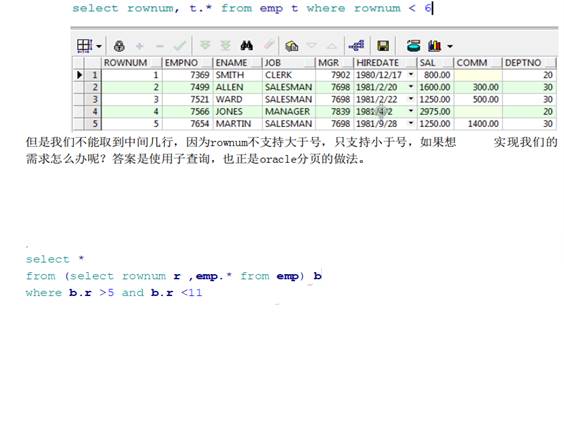 select rownum, t.* from emp t where rownum < 6
ROWNUM EMPNO ENAME JOB MGR HIREDATE SAL COMM DEPTNO
1 1 7369 SMITH CLERK 7902 1980/12/17 800.00 20
2 2 7499 ALLEN SALESMAN 7698 1981/2/20 1600.00 300.00 30
3 3 7521 WARD SALESMAN 7698 1981/2/22 1250.00 500.00 30
4 4 7566 JONES MANAGER 7839 1981/4/2 2975.00 20
5 5 7654 MARTIN SALESMAN 7698 1981/9/28 1250.00 1400.00 30
但是我们不能取到中间几行，因为rownum不支持大于号，只支持小于号，如果想 实现我们的
需求怎么办呢？答案是使用子查询，也正是oracle分页的做法。
select *
from (select rownum r ,emp.* from emp) b
where b.r >5 and b.r <11